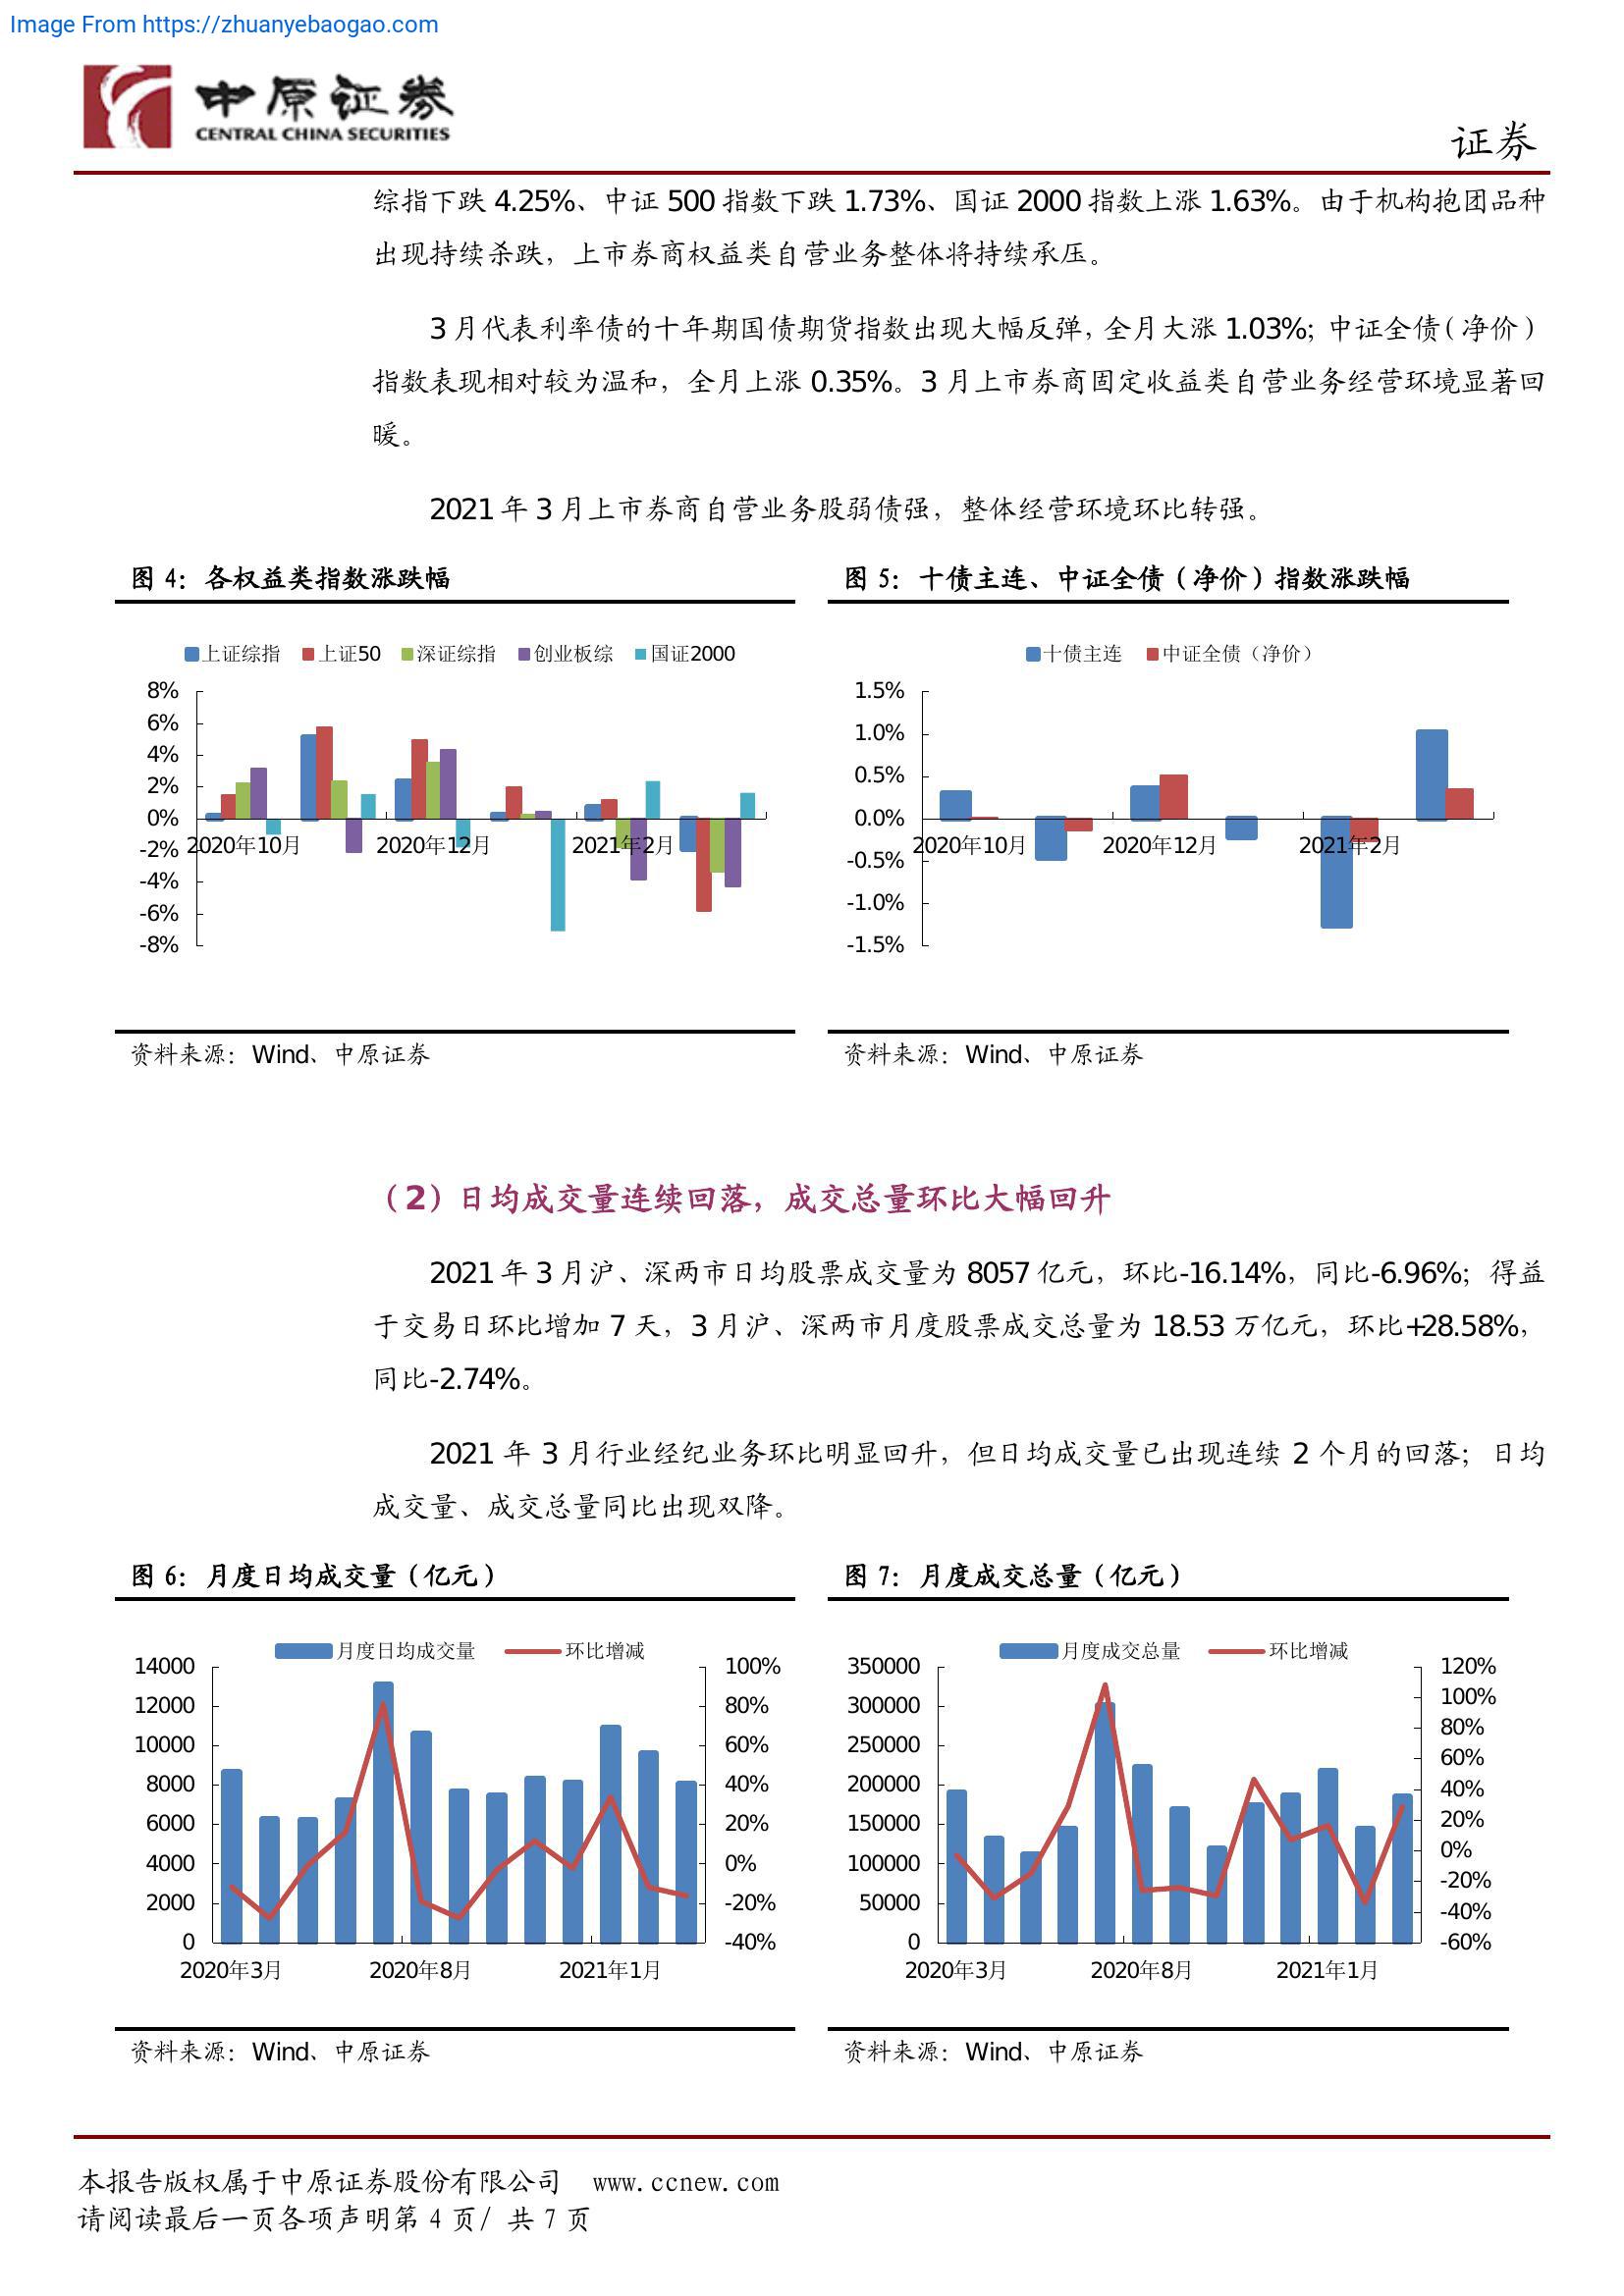 Image From https://zhuanyebaogao.com
中原证券
CENTRAL CHINA SECURITIES
证券
综指下跌 4.25%、中证 500 指数下跌 1.73%、国证 2000 指数上涨 1.63%。由于机构抱团品种
出现持续杀跌，上市券商权益类自营业务整体将持续承压。
3 月代表利率债的十年期国债期货指数出现大幅反弹，全月大涨 1.03%；中证全债（净价）
指数表现相对较为温和，全月上涨 0.35%。3 月上市券商固定收益类自营业务经营环境显著回
暖。
2021 年 3 月上市券商自营业务股弱债强，整体经营环境环比转强。
图 4：各权益类指数涨跌幅
上证综指 上证50 深证综指 创业板综 国证2000
8%
6%
4%
2%
0%
-2%
-4%
-6%
-8%
2020年10月 2020年12月 2021年2月
资料来源：Wind、中原证券
图 5：十债主连、中证全债（净价）指数涨跌幅
十债主连 中证全债（净价）
1.5%
1.0%
0.5%
0.0%
-0.5%
-1.0%
-1.5%
2020年10月 2020年12月 2021年2月
资料来源：Wind、中原证券
（2）日均成交量连续回落，成交总量环比大幅回升
2021 年 3 月沪、深两市日均股票成交量为 8057 亿元，环比-16.14%，同比-6.96%；得益
于交易日环比增加 7 天，3 月沪、深两市月度股票成交总量为 18.53 万亿元，环比+28.58%，
同比-2.74%。
2021 年 3 月行业经纪业务环比明显回升，但日均成交量已出现连续 2 个月的回落；日均
成交量、成交总量同比出现双降。
图 6：月度日均成交量（亿元）
月度日均成交量 环比增减
14000
12000
10000
8000
6000
4000
2000
0
100%
80%
60%
40%
20%
0%
-20%
-40%
2020年3月 2020年8月 2021年1月
资料来源：Wind、中原证券
图 7：月度成交总量（亿元）
月度成交总量 环比增减
350000
300000
250000
200000
150000
100000
50000
0
120%
100%
80%
60%
40%
20%
0%
-20%
-40%
-60%
2020年3月 2020年8月 2021年1月
资料来源：Wind、中原证券
本报告版权属于中原证券股份有限公司 www.ccnew.com
请阅读最后一页各项声明第 4 页/ 共 7 页